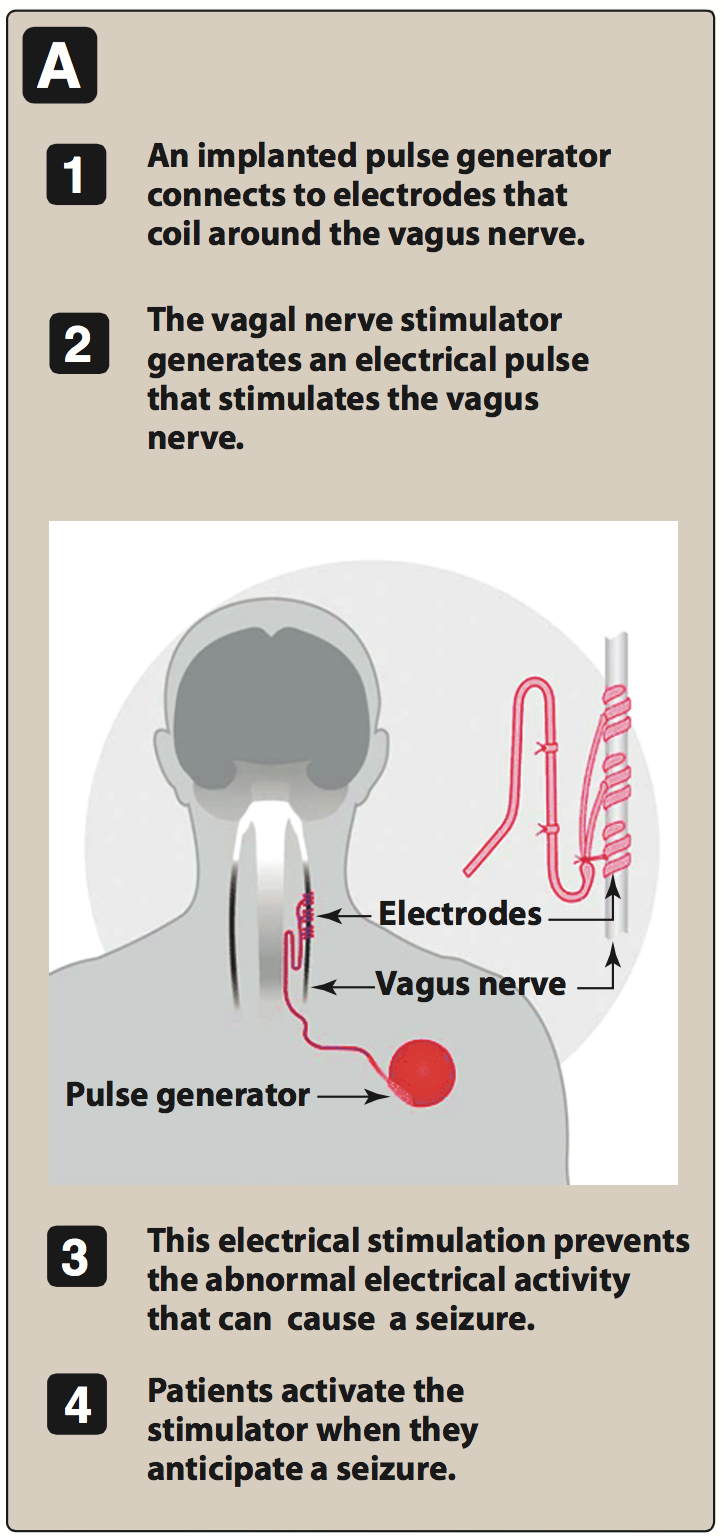 A
1
An implanted pulse generator
connects to electrodes that
coil around the vagus nerve.
2
The vagal nerve stimulator
generates an electrical pulse
that stimulates the vagus
nerve.
Electrodes
Vagus nerve
Pulse generator
3
This electrical stimulation prevents
the abnormal electrical activity
that can cause a seizure.
4
Patients activate the
stimulator when they
anticipate a seizure.